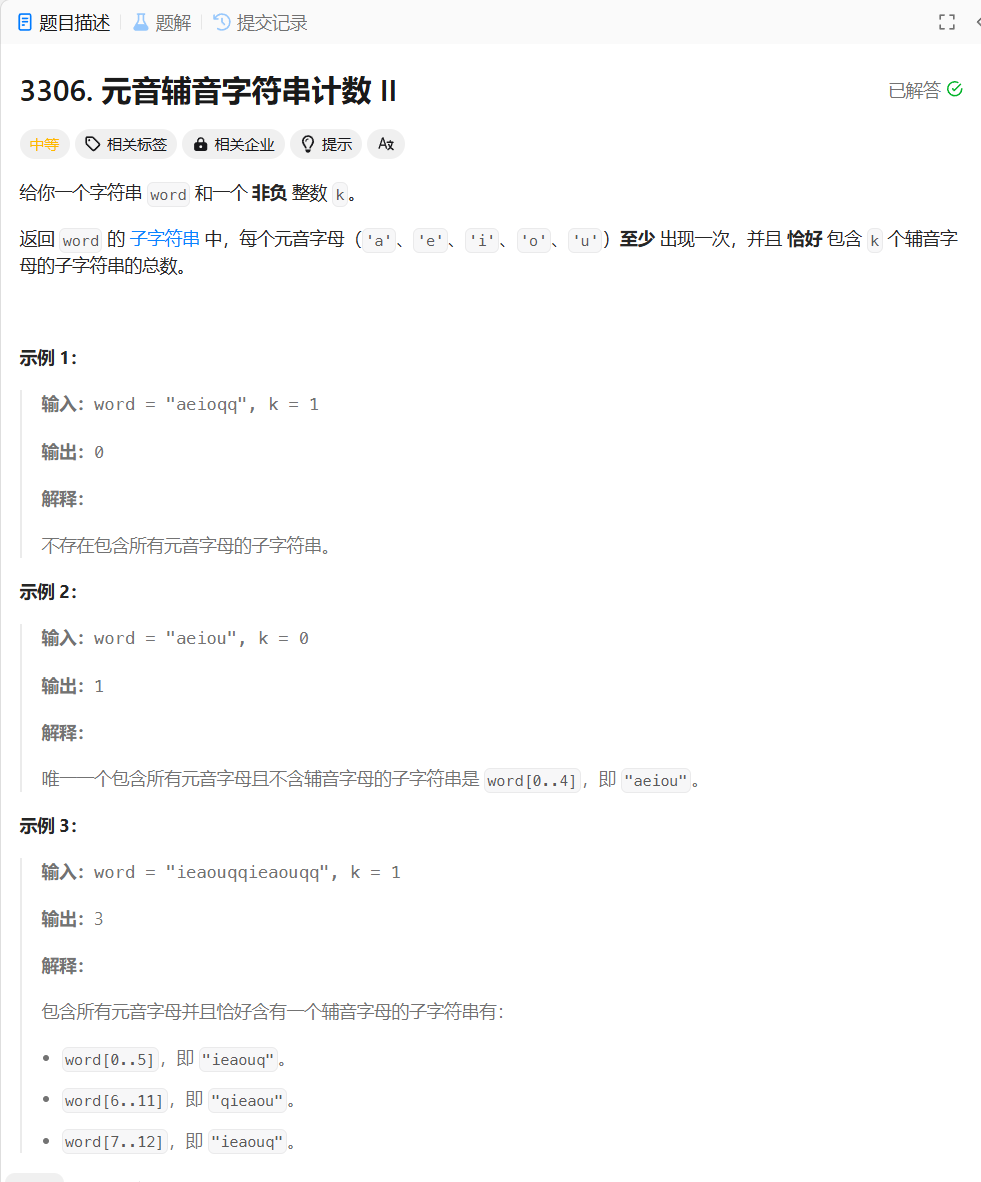 题目描述 题解 提交记录
3306. 元音辅音字符串计数 II
已解答
中等 相关标签 相关企业 提示
给你一个字符串 word 和一个 非负 整数 k 。
返回 word 的 子字符串 中，每个元音字母（'a'、'e'、'i'、'o'、'u'）至少 出现一次，并且 恰好 包含 k 个辅音字
母的子字符串的总数。
示例 1：
输入：word = "aeioqq", k = 1
输出：0
解释：
不存在包含所有元音字母的子字符串。
示例 2：
输入：word = "aeiou", k = 0
输出：1
解释：
唯一一个包含所有元音字母且不含辅音字母的子字符串是 word[0..4]，即 "aeiou"。
示例 3：
输入：word = "ieaouqqieaouqq", k = 1
输出：3
解释：
包含所有元音字母并且恰好含有一个辅音字母的子字符串有：
• word[0..5]，即 "ieaouq"。
• word[6..11]，即 "qieaou"。
• word[7..12]，即 "ieaouq"。